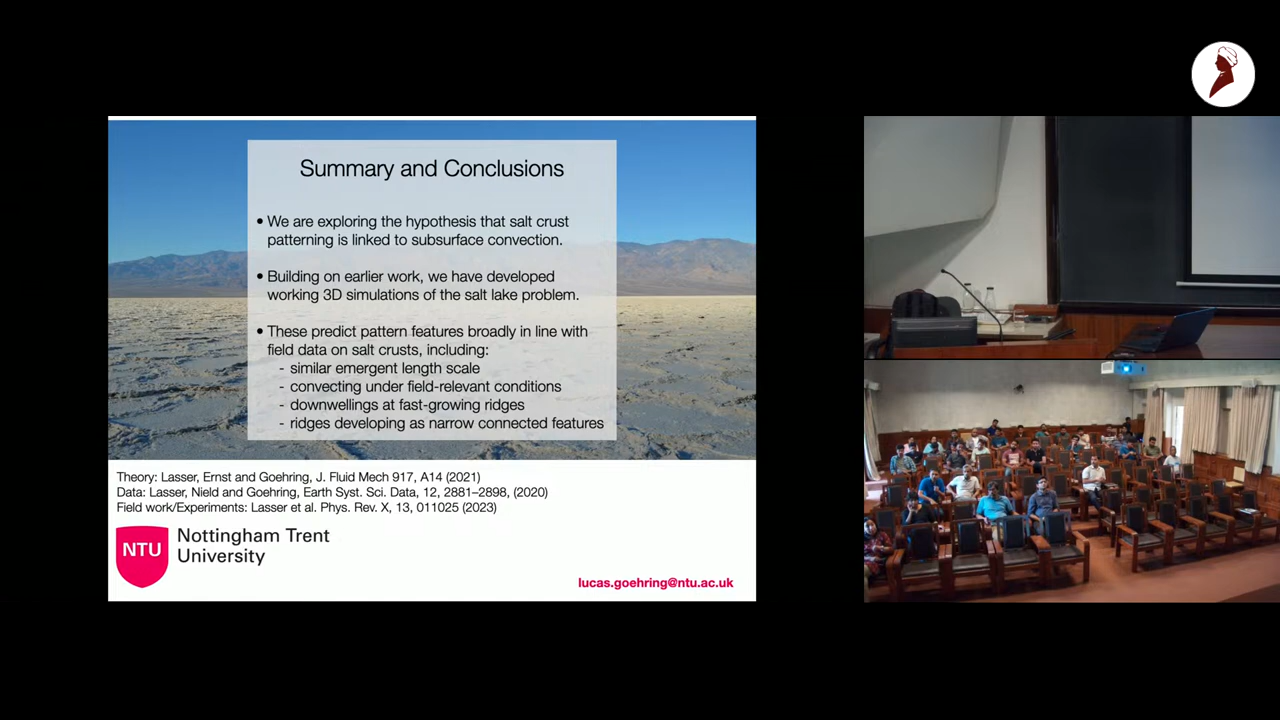 Summary and Conclusions
• We are exploring the hypothesis that salt crust
patterning is linked to subsurface convection.
• Building on earlier work, we have developed
working 3D simulations of the salt lake problem.
• These predict pattern features broadly in line with
field data on salt crusts, including:
- similar emergent length scale
- convecting under field-relevant conditions
- downwellings at fast-growing ridges
- ridges developing as narrow connected features
Theory: Lasser, Ernst and Goehring, J. Fluid Mech 917, A14 (2021)
Data: Lasser, Nield and Goehring, Earth Syst. Sci. Data, 12, 2881–2898, (2020)
Field work/Experiments: Lasser et al. Phys. Rev. X, 13, 011025 (2023)
NTU
Nottingham Trent
University
lucas.goehring@ntu.ac.uk